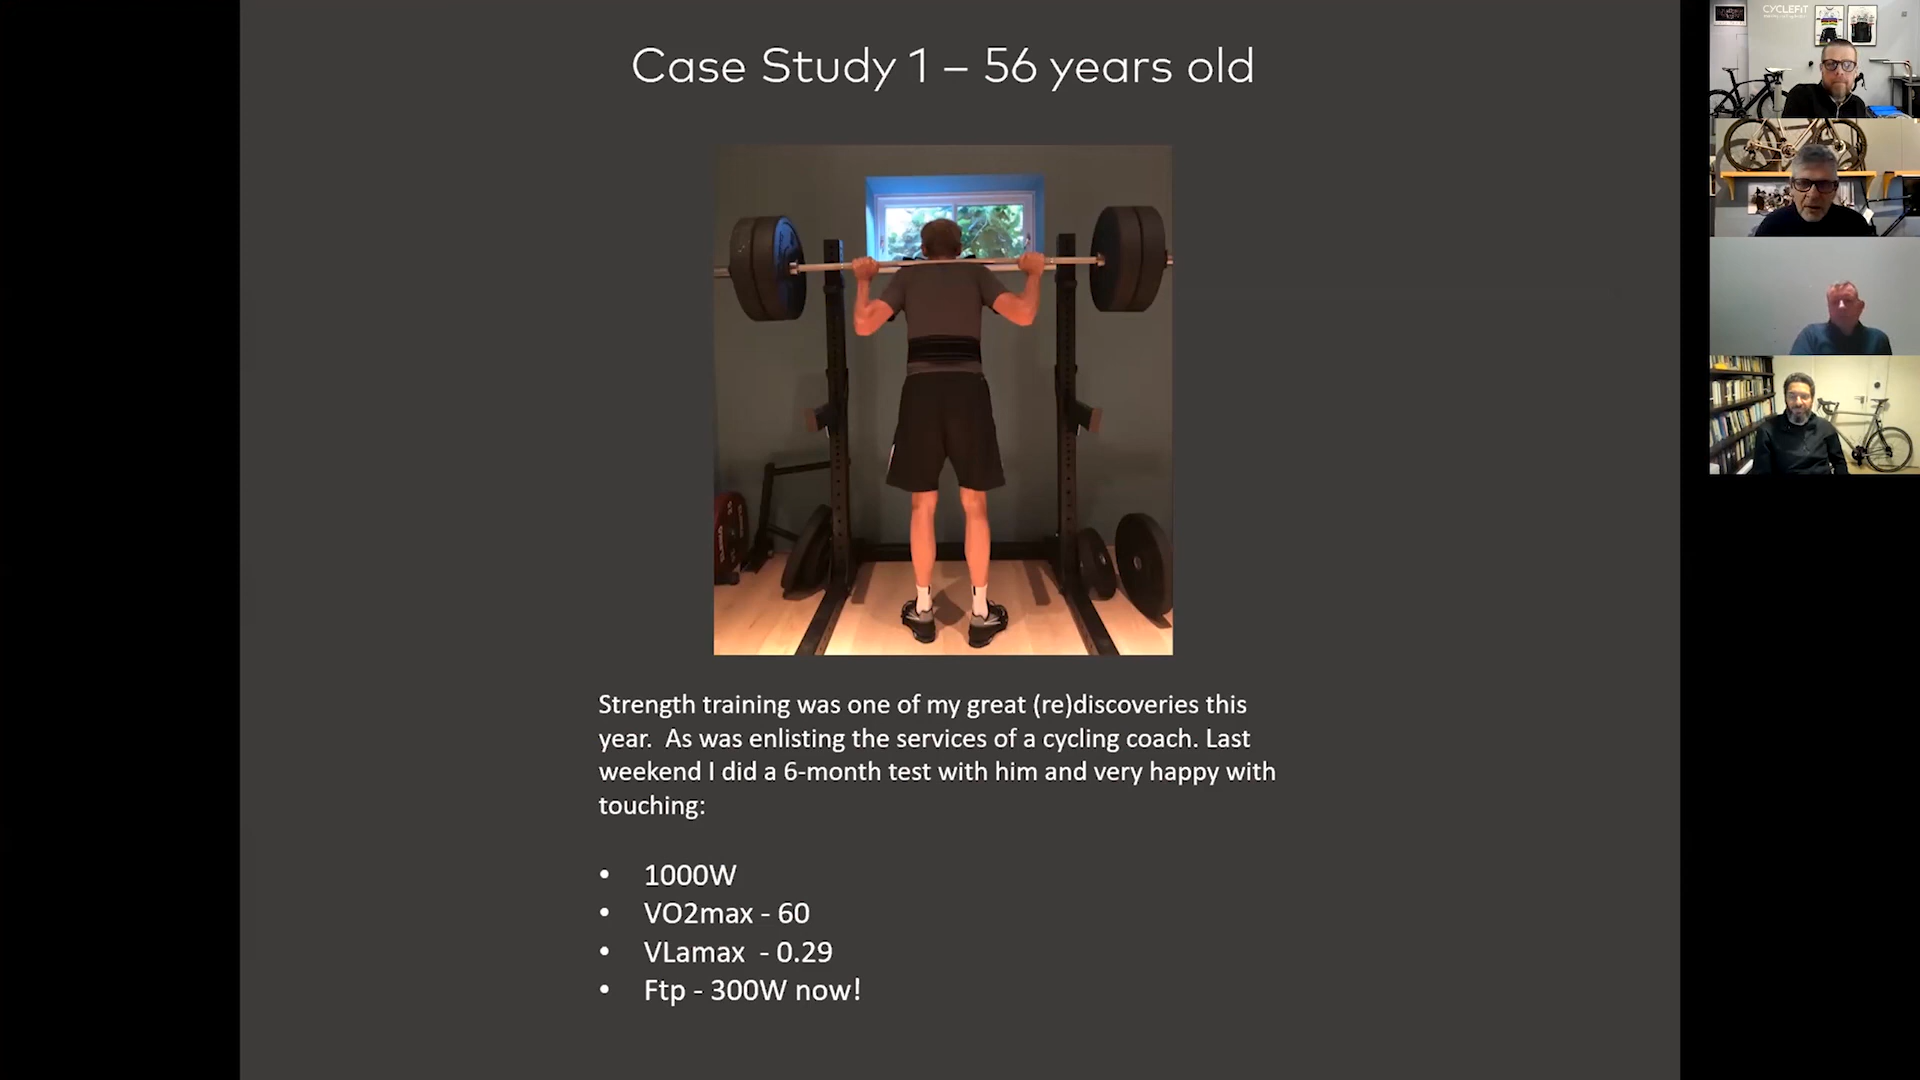 Case Study 1 – 56 years old
CYCLEFIT
Strength training was one of my great (re)discoveries this
year.  As was enlisting the services of a cycling coach. Last
weekend I did a 6-month test with him and very happy with
touching:
• 1000W
• VO2max - 60
• VLamax  - 0.29
• Ftp - 300W now!